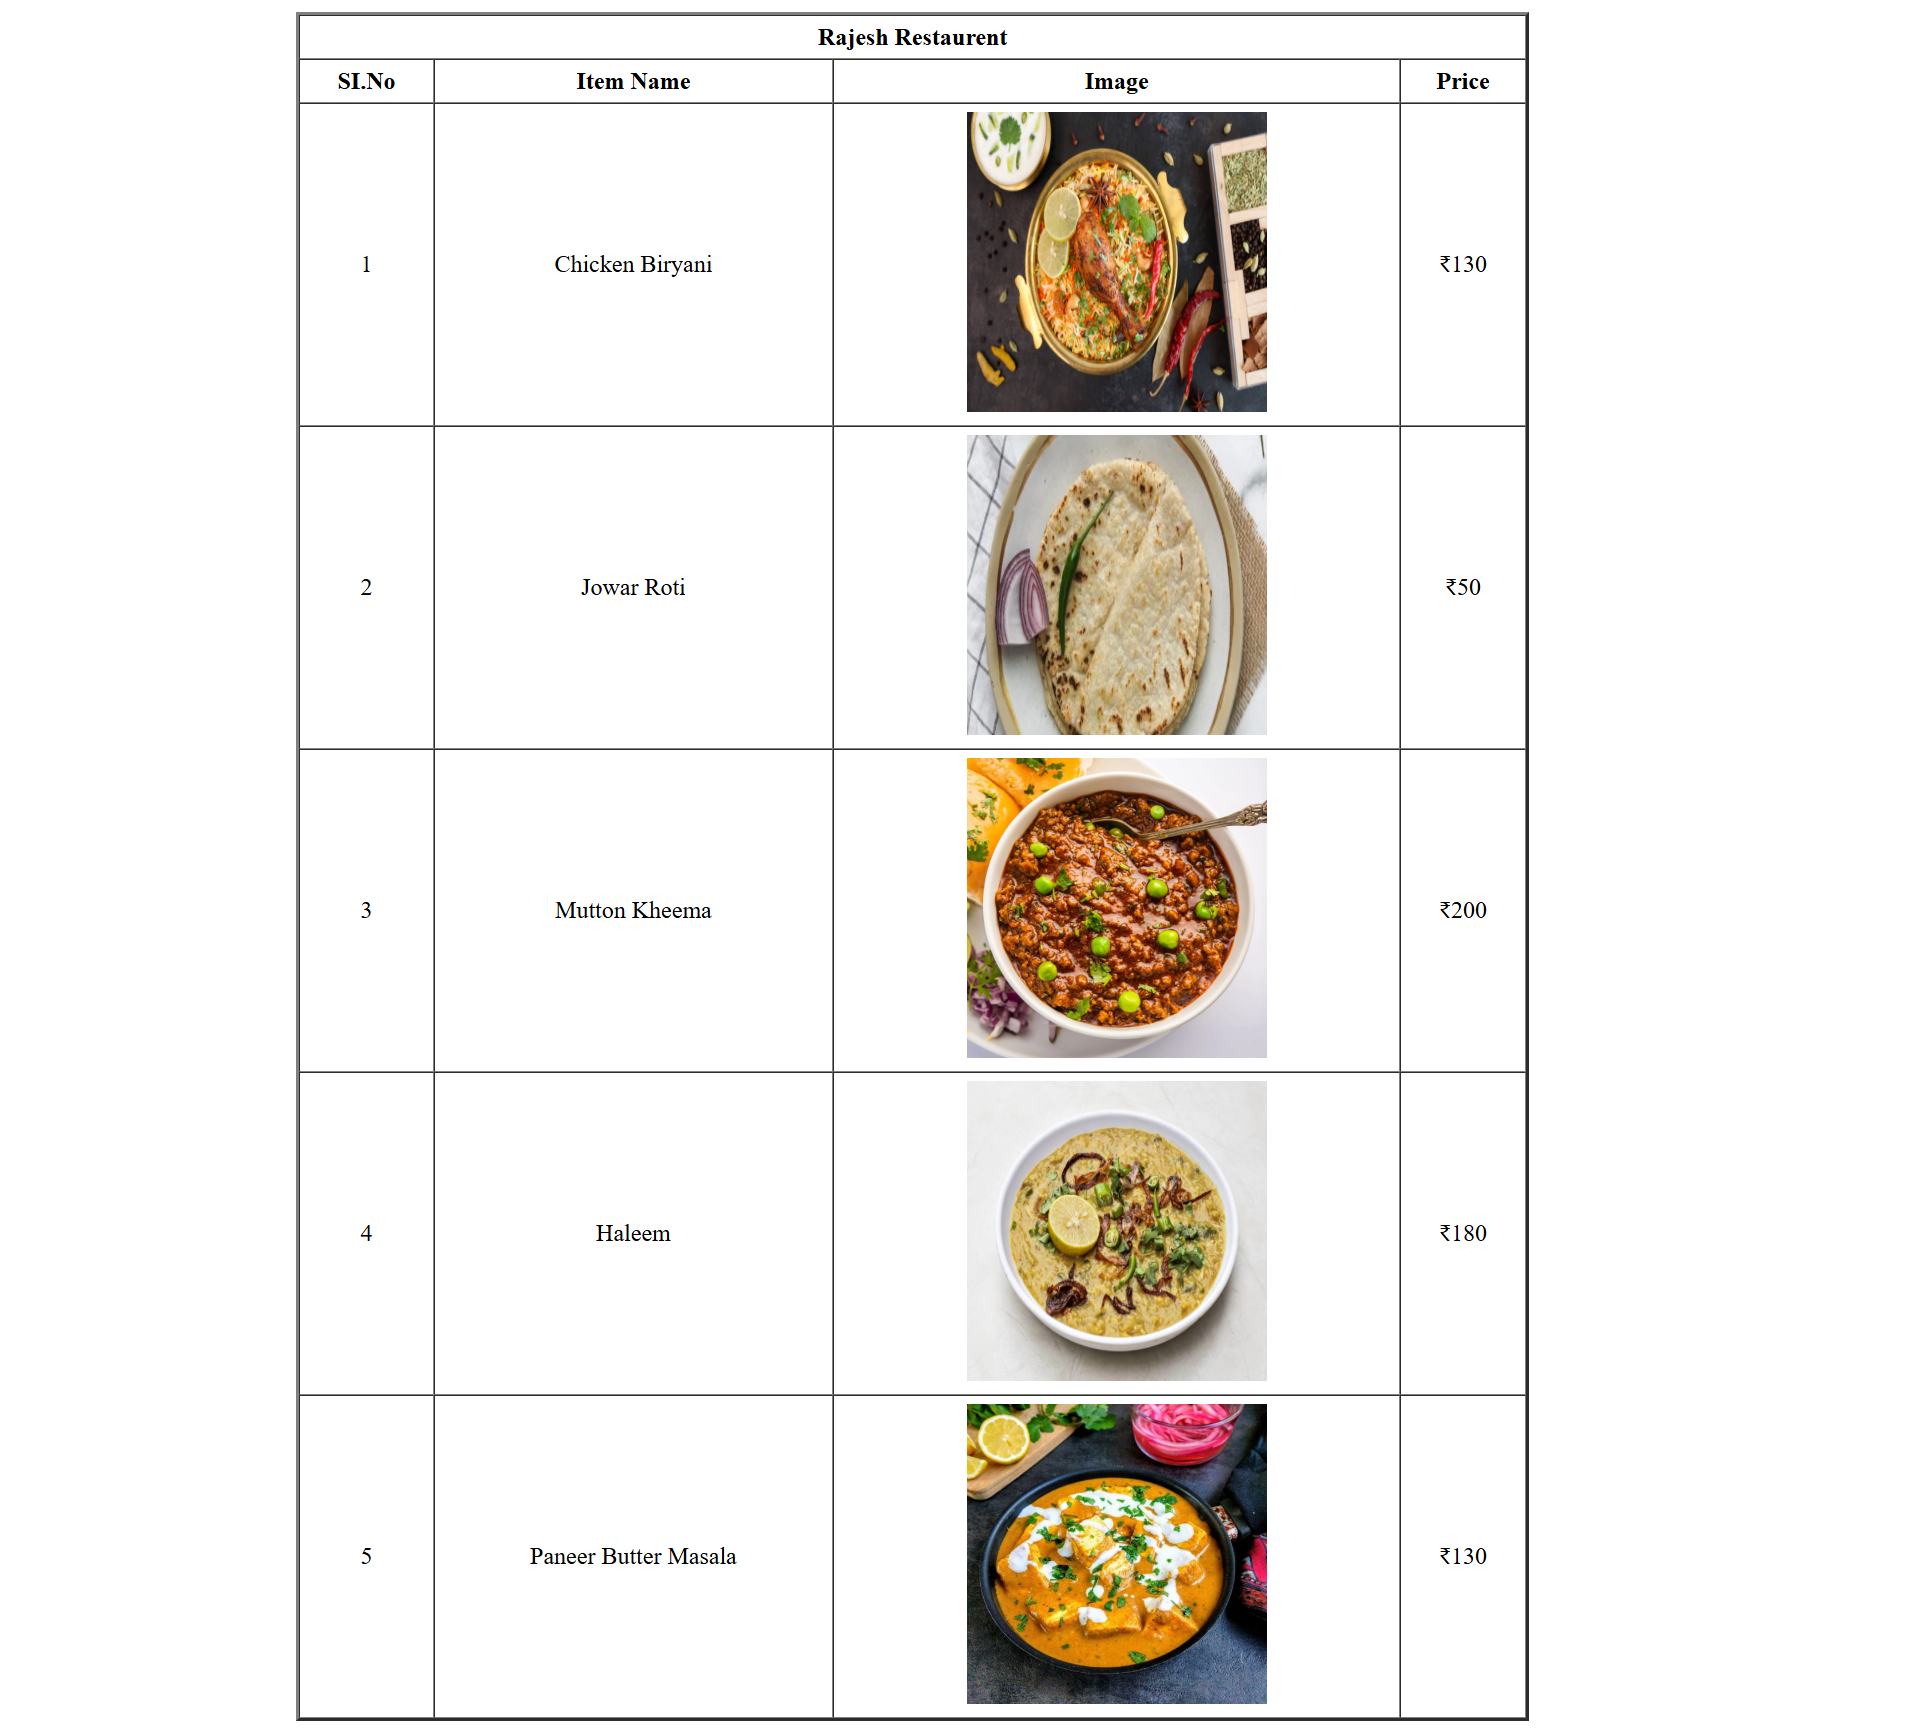 Rajesh Restaurent
SI.No Item Name Image Price
1 Chicken Biryani ₹130
2 Jowar Roti ₹50
3 Mutton Kheema ₹200
4 Haleem ₹180
5 Paneer Butter Masala ₹130